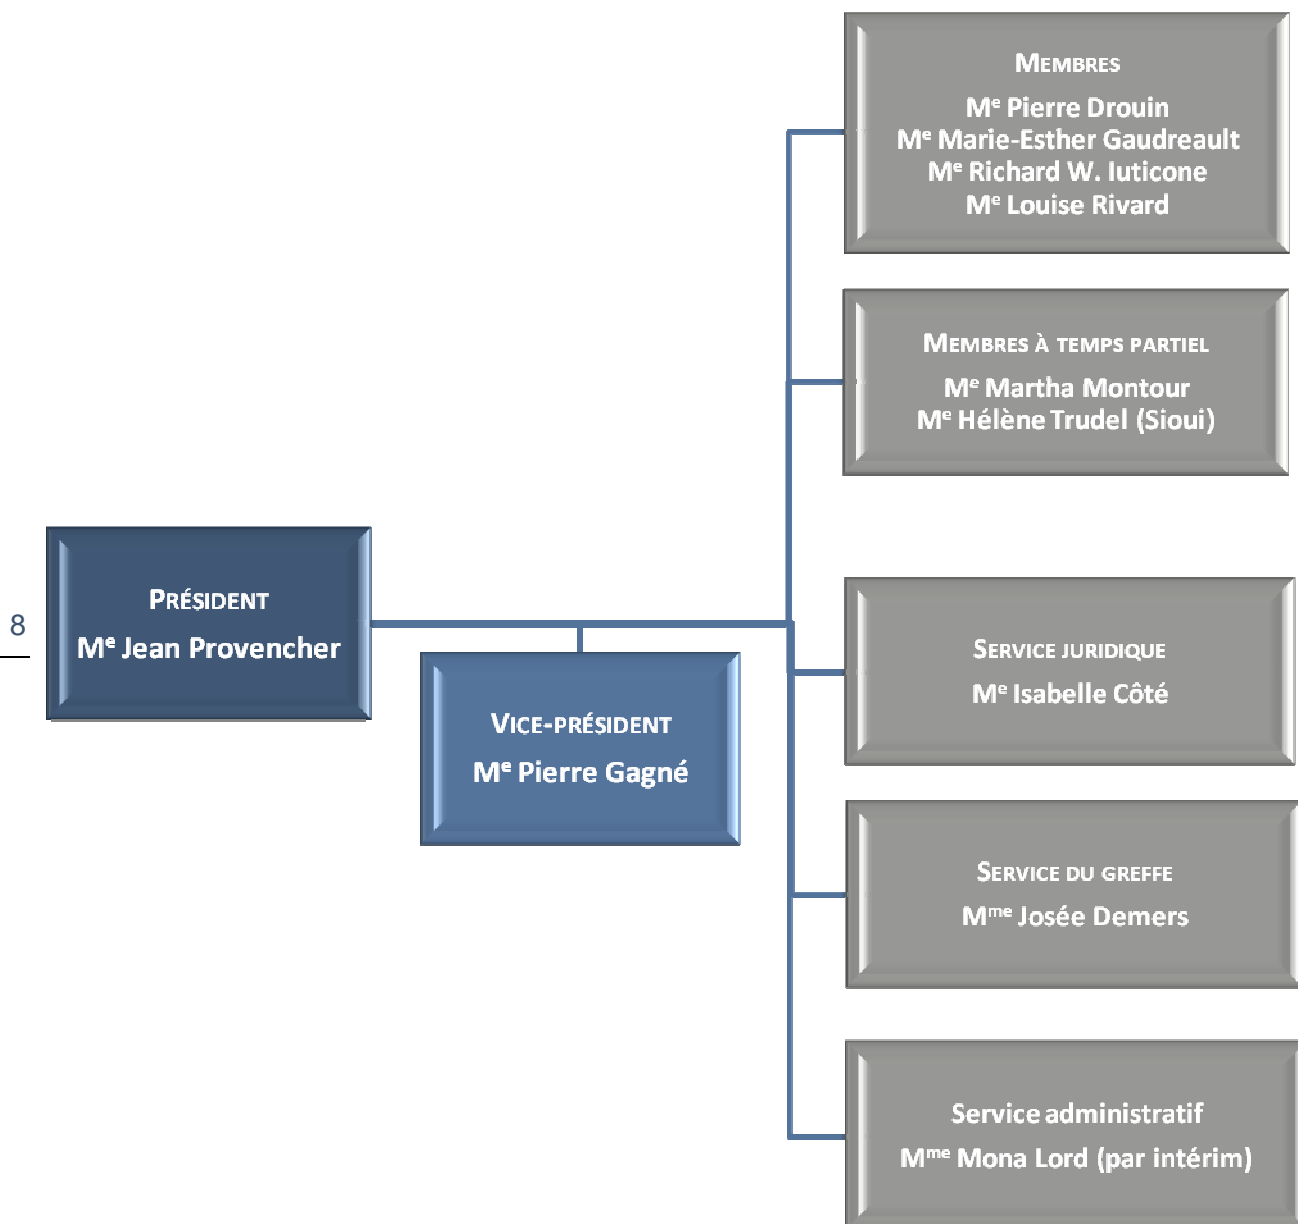 MEMBRES
Me Pierre Drouin
Me Marie-Esther Gaudreault
Me Richard W. Iuticone
Me Louise Rivard
MEMBRES À TEMPS PARTIEL
Me Martha Montour
Me Hélène Trudel (Sioui)
PRÉSIDENT
Me Jean Provencher
8
VICE-PRÉSIDENT
Me Pierre Gagné
SERVICE JURIDIQUE
Me Isabelle Côté
SERVICE DU GREFFE
Mme Josée Demers
Service administratif
Mme Mona Lord (par intérim)